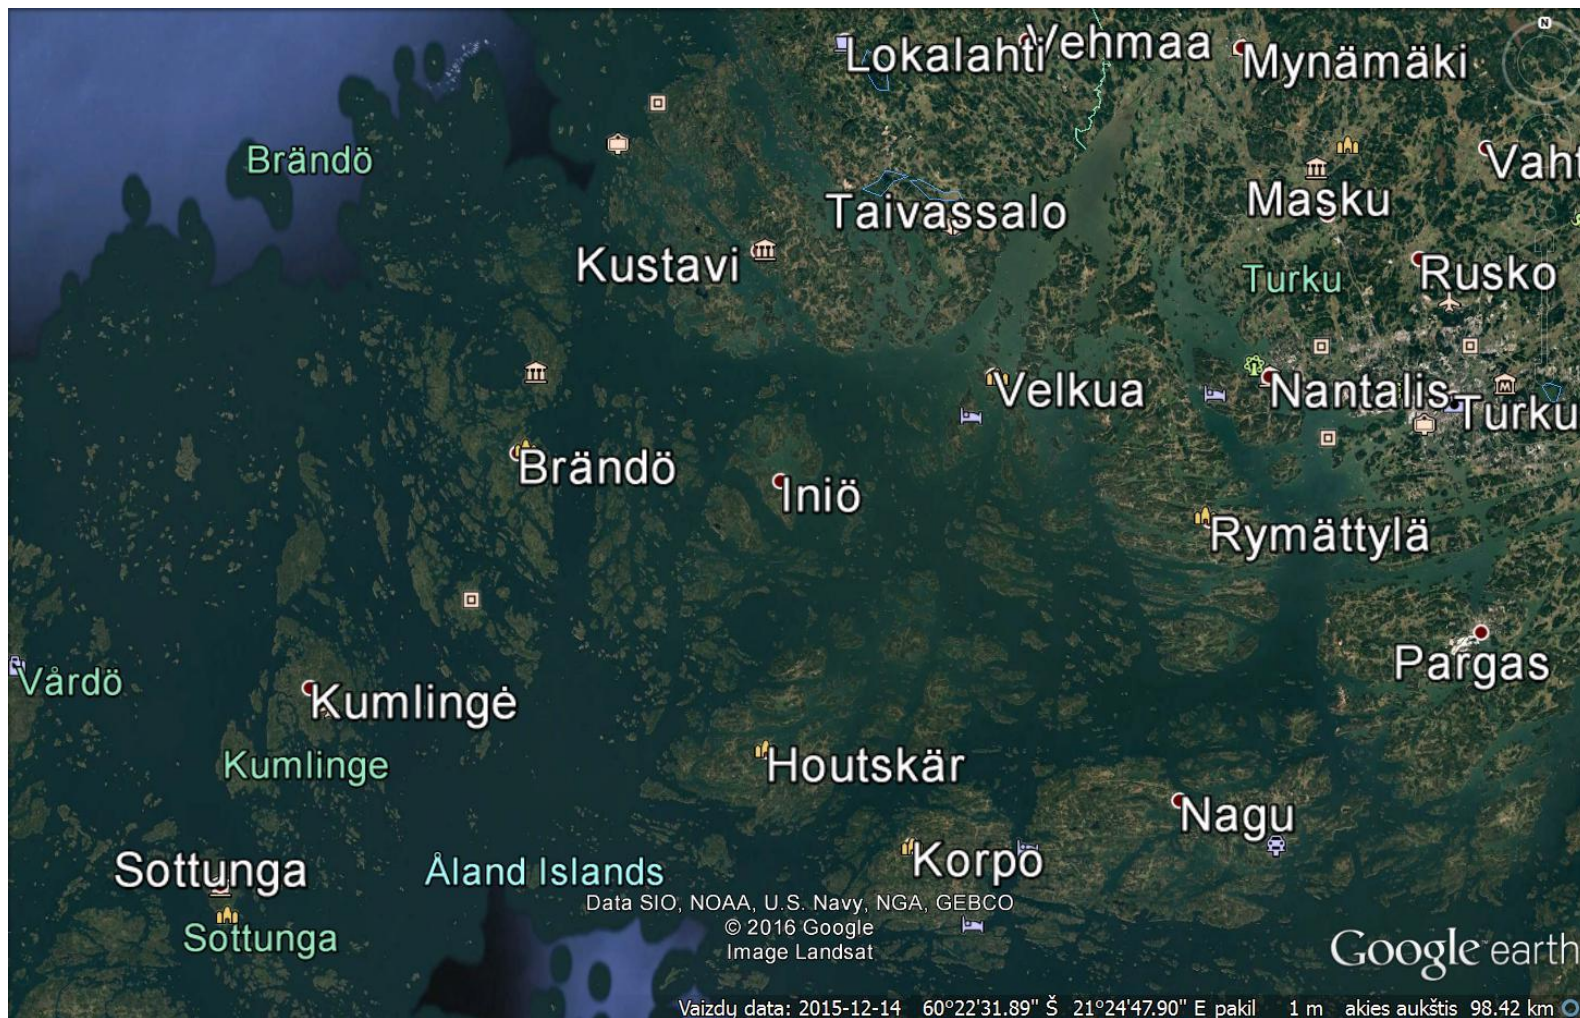 N
Lokalahti
Vehmaa
Mynämäki
Brändö
Vaht
Masku
Taivassalo
Kustavi
Turku
Rusko
Velkua
Nantalis
Turku
Brändö
Iniö
Rymättylä
Pargas
Vårdö
Kumlingė
Kumlinge
Houtskär
Nagu
Korpo
Sottunga
Åland Islands
Data SIO, NOAA, U.S. Navy, NGA, GEBCO
© 2016 Google
Image Landsat
Sottunga
Google earth
Vaizdų data: 2015-12-14 60°22'31.89" Š 21°24'47.90" E pakil 1 m akies aukštis 98.42 km